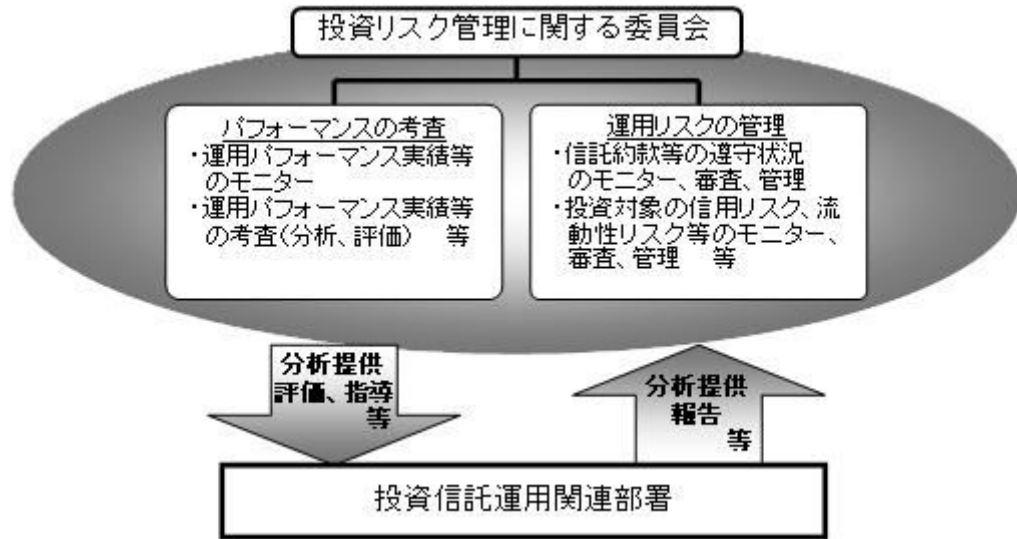 投資リスク管理に関する委員会
パフォーマンスの考査
・運用パフォーマンス実績等
のモニター
・運用パフォーマンス実績等
の考査(分析、評価) 等
運用リスクの管理
・信託約款等の遵守状況
のモニター、審査、管理
・投資対象の信用リスク、流
動性リスク等のモニター、
審査、管理 等
分析提供
評価、指導
等
分析提供
報告
等
投資信託運用関連部署